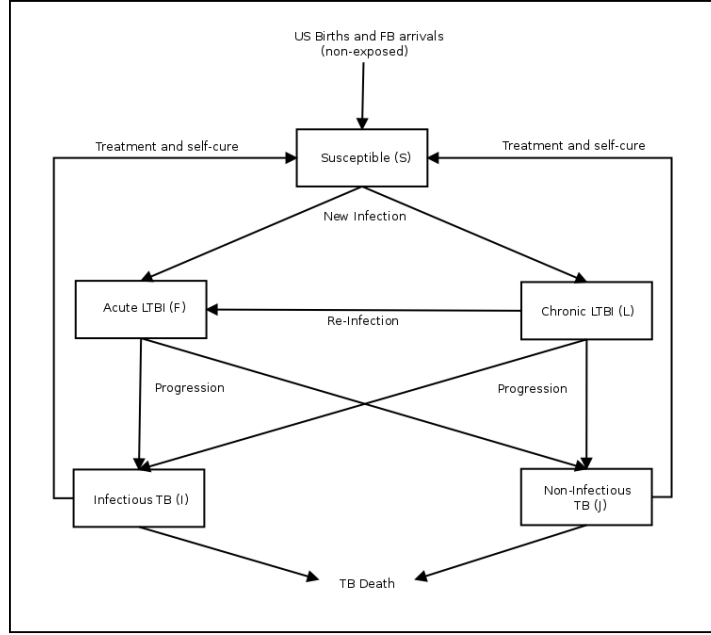 US Births and FB arrivals
(non-exposed)
Treatment and self-cure
Treatment and self-cure
Susceptible (S)
New Infection
Acute LTBI (F)
Chronic LTBI (L)
Re-Infection
Progression
Progression
Infectious TB (I)
Non-Infectious
TB (J)
TB Death